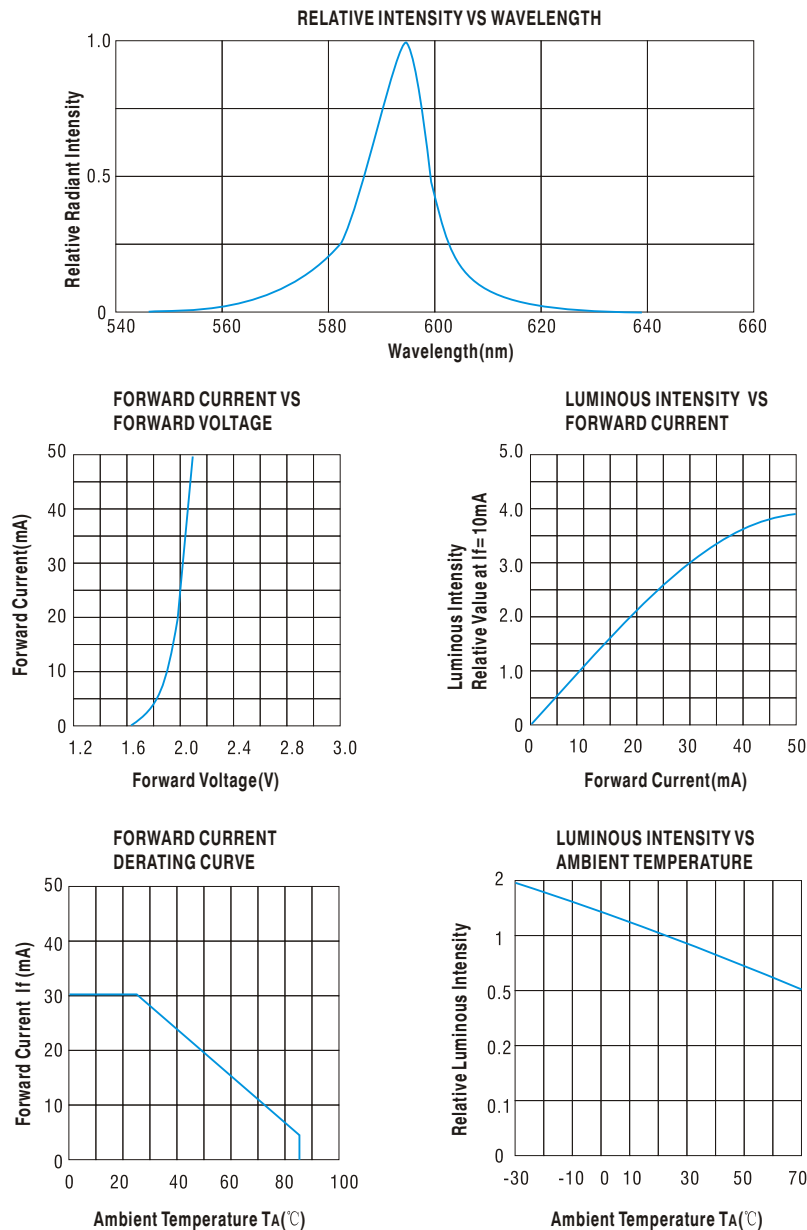 RELATIVE INTENSITY VS WAVELENGTH
Relative Radiant Intensity
1.0
0.5
0
540 560 580 600 620 640 660
Wavelength(nm)
FORWARD CURRENT VS
FORWARD VOLTAGE
Forward Current(mA)
50
40
30
20
10
0
1.2 1.6 2.0 2.4 2.8 3.0
Forward Voltage(V)
LUMINOUS INTENSITY VS
FORWARD CURRENT
Luminous Intensity
Relative Value at If=10mA
5.0
4.0
3.0
2.0
1.0
0
0 10 20 30 40 50
Forward Current(mA)
FORWARD CURRENT
DERATING CURVE
Forward Current If (mA)
50
40
30
20
10
0
0 20 40 60 80 100
Ambient Temperature TA(℃)
LUMINOUS INTENSITY VS
AMBIENT TEMPERATURE
Relative Luminous Intensity
2
1
0.5
0.2
0.1
0
-30 -10 0 10 30 50 70
Ambient Temperature TA(℃)